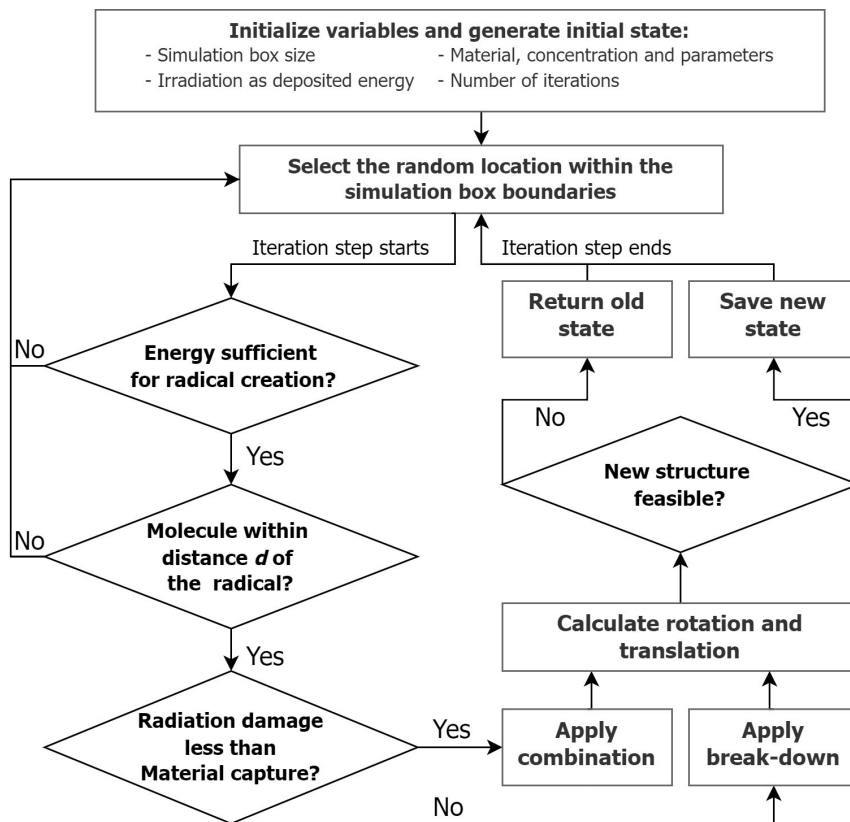 Initialize variables and generate initial state:
- Simulation box size
- Material, concentration and parameters
- Irradiation as deposited energy
- Number of iterations
Select the random location within the
simulation box boundaries
Iteration step starts
Iteration step ends
Return old
state
Save new
state
No
Energy sufficient
for radical creation?
No
Yes
Yes
New structure
feasible?
No
Molecule within
distance d of
the radical?
Calculate rotation and
translation
Yes
Radiation damage
less than
Material capture?
Yes
Apply
combination
Apply
break-down
No